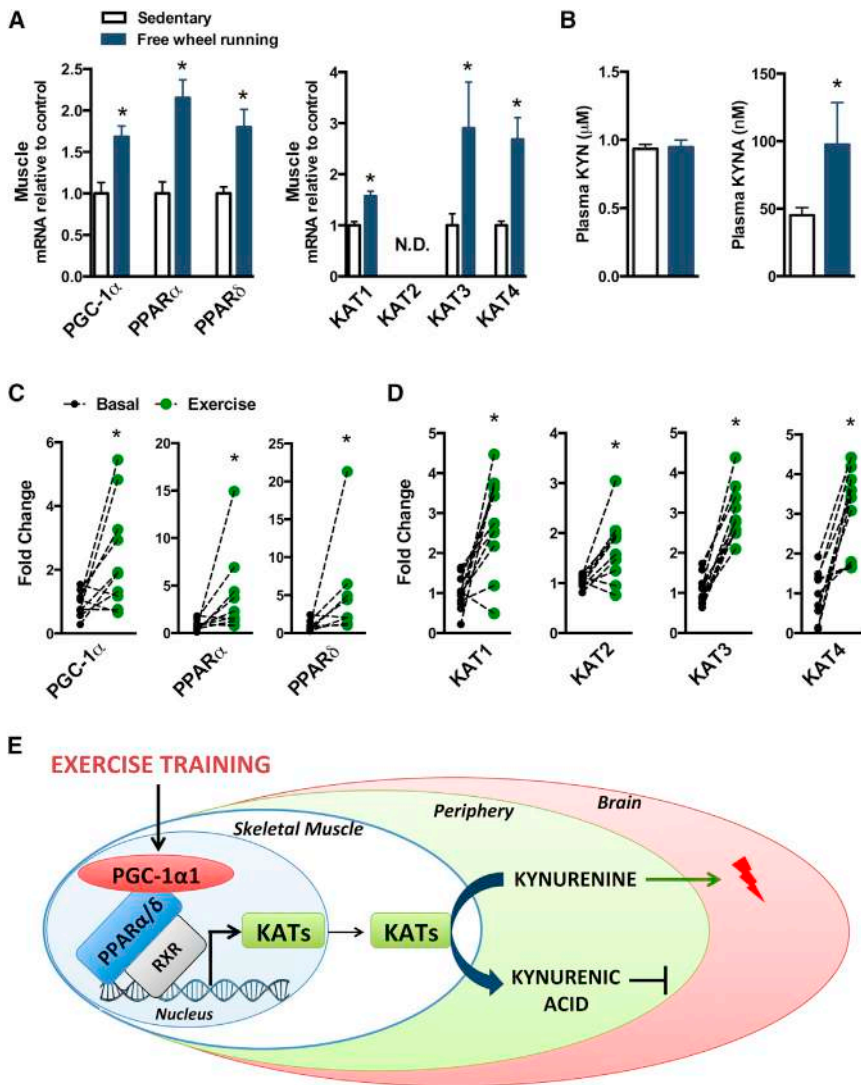 A
Sedentary
Free wheel running
Muscle
mRNA relative to control
2.5
2.0
1.5
1.0
0.5
0.0
*
*
*
PGC-1α
PPARα
PPARδ
Muscle
mRNA relative to control
4
3
2
1
0
*
N.D.
*
*
KAT1
KAT2
KAT3
KAT4
B
Plasma KYN (μM)
1.5
1.0
0.5
0.0
Plasma KYNA (nM)
150
100
50
0
*
C
Basal
Exercise
Fold Change
6
4
2
0
*
PGC-1α
20
15
10
5
0
*
PPARα
25
20
15
10
5
0
*
PPARδ
D
Fold Change
5
4
3
2
1
0
*
KAT1
4
3
2
1
0
*
KAT2
5
4
3
2
1
0
*
KAT3
5
4
3
2
1
0
*
KAT4
E
EXERCISE TRAINING
Skeletal Muscle
Periphery
Brain
PGC-1α1
PPARα/δ
RXR
KATs
KATs
Nucleus
KYNURENINE
KYNURENIC
ACID